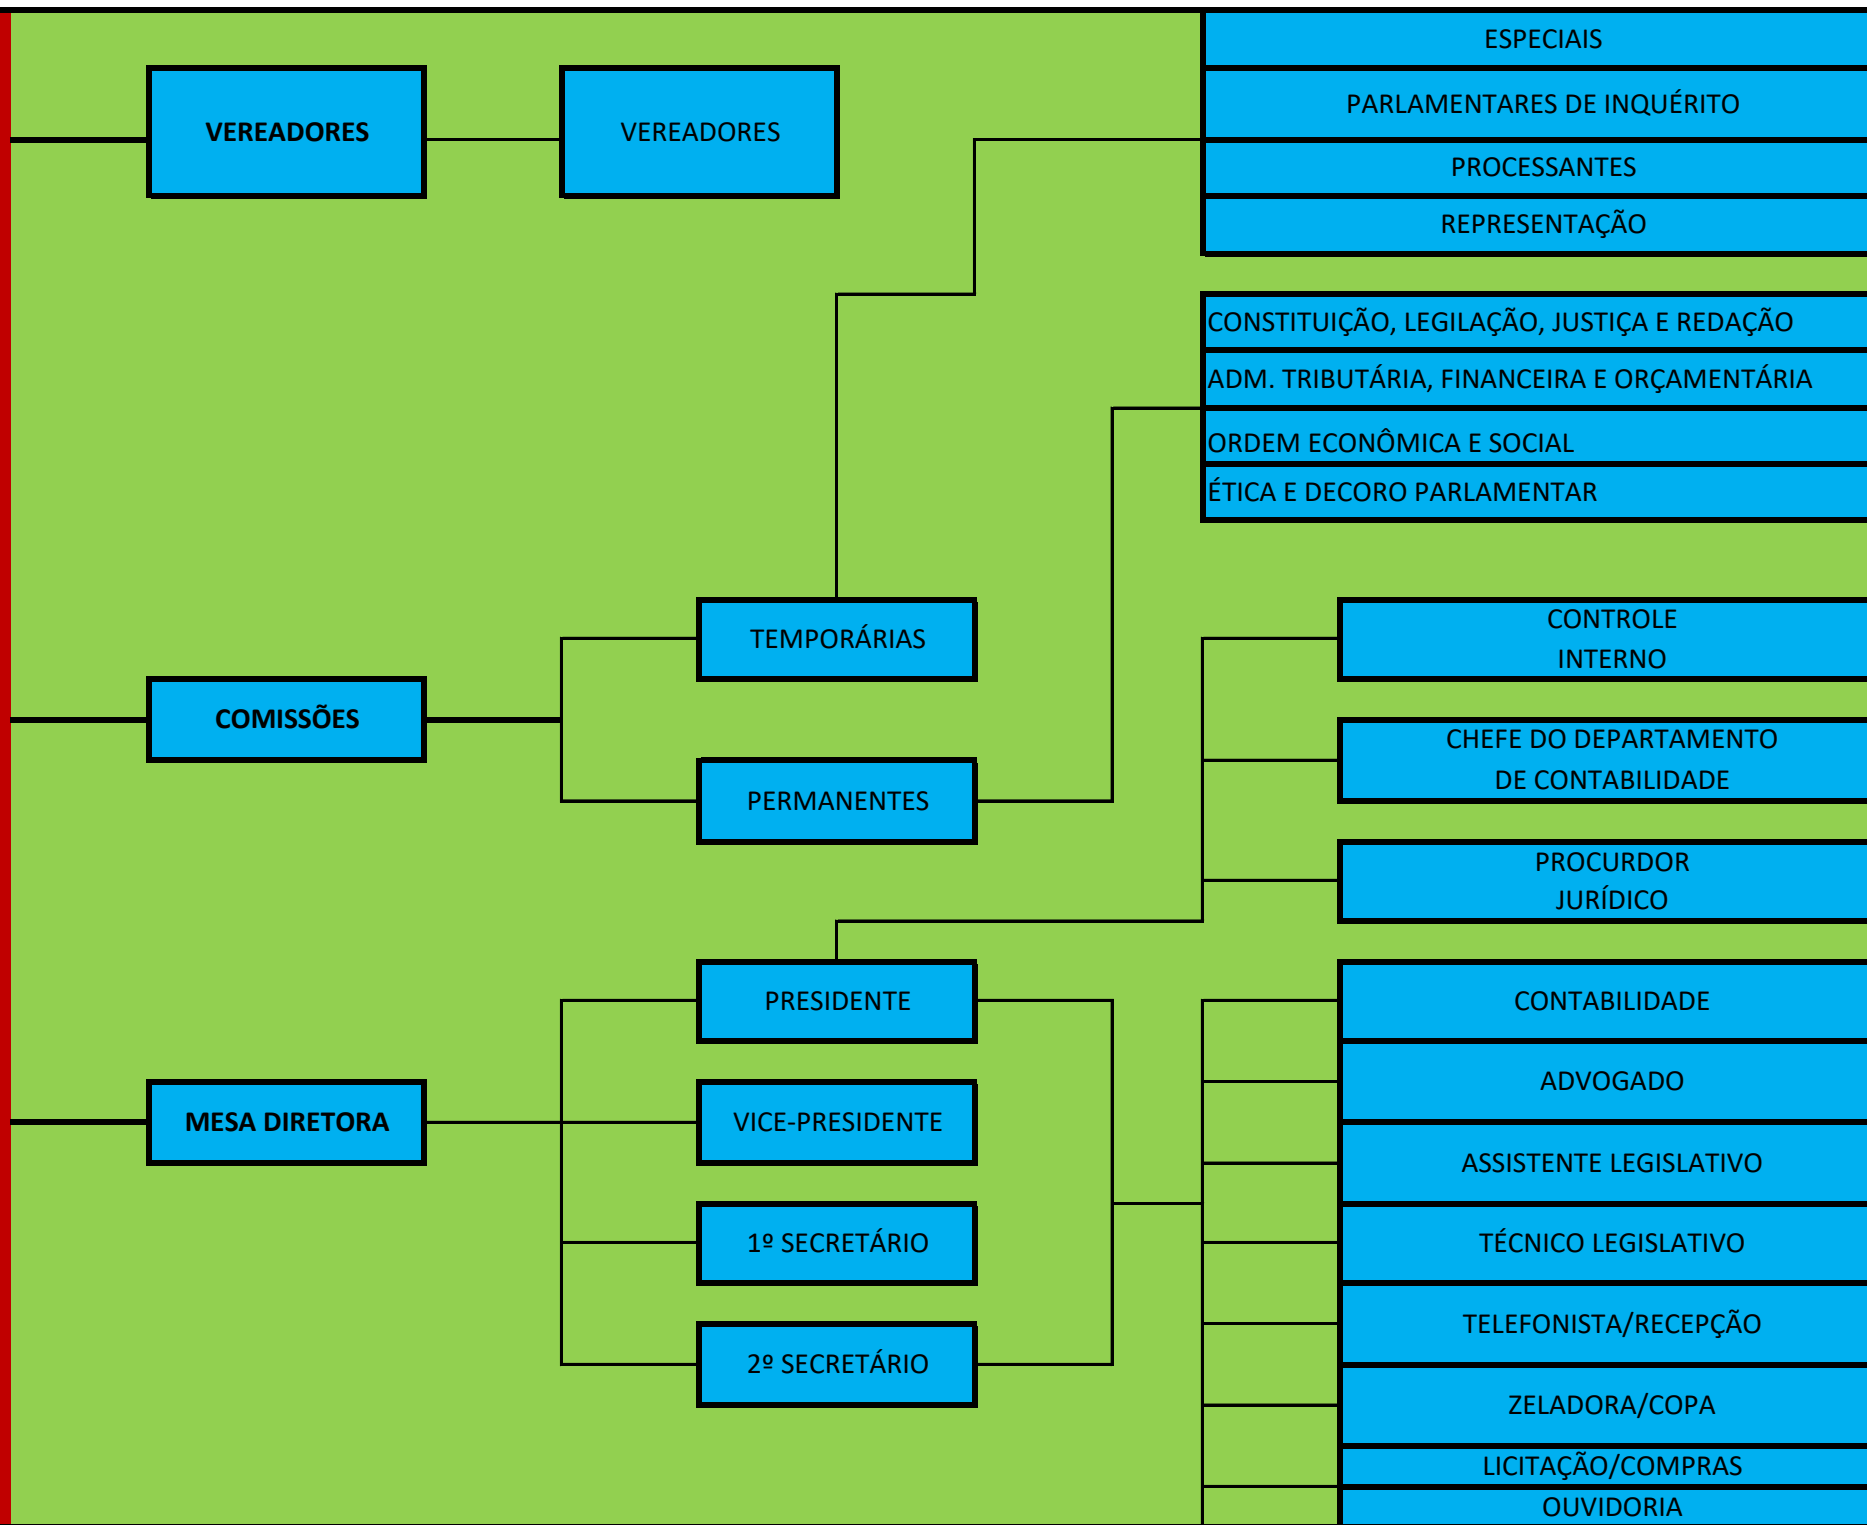 ESPECIAIS
PARLAMENTARES DE INQUÉRITO
PROCESSANTES
REPRESENTAÇÃO
VEREADORES
VEREADORES
CONSTITUIÇÃO, LEGILAÇÃO, JUSTIÇA E REDAÇÃO
ADM. TRIBUTÁRIA, FINANCEIRA E ORÇAMENTÁRIA
ORDEM ECONÔMICA E SOCIAL
ÉTICA E DECORO PARLAMENTAR
COMISSÕES
TEMPORÁRIAS
PERMANENTES
CONTROLE
INTERNO
CHEFE DO DEPARTAMENTO
DE CONTABILIDADE
PROCURDOR
JURÍDICO
MESA DIRETORA
PRESIDENTE
VICE-PRESIDENTE
1º SECRETÁRIO
2º SECRETÁRIO
CONTABILIDADE
ADVOGADO
ASSISTENTE LEGISLATIVO
TÉCNICO LEGISLATIVO
TELEFONISTA/RECEPÇÃO
ZELADORA/COPA
LICITAÇÃO/COMPRAS
OUVIDORIA